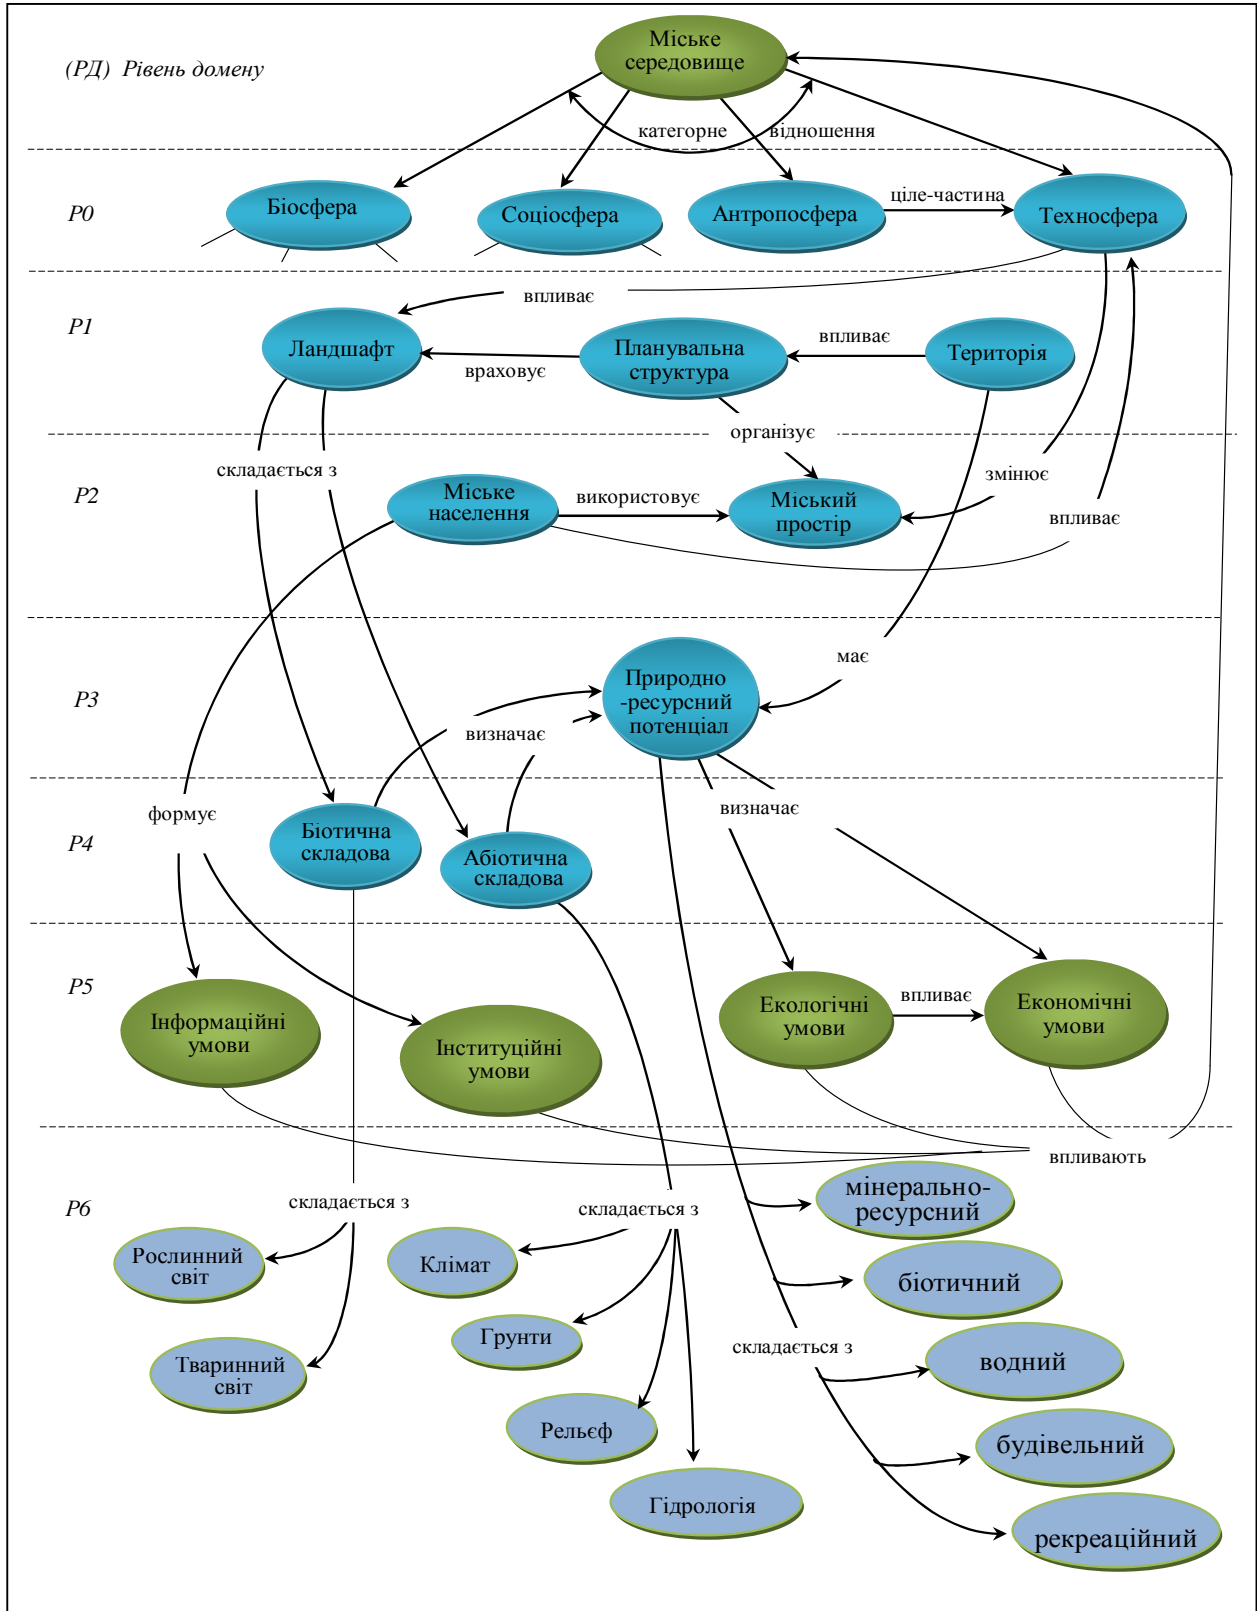 Міське
середовище
(РД) Рівень домену
категорне
відношення
Р0
Біосфера
Соціосфера
Антропосфера
ціле-частина
Техносфера
Р1
впливає
Ландшафт
враховує
Планувальна
структура
впливає
Територія
організує
складається з
Р2
Міське
населення
використовує
Міський
простір
змінює
впливає
Р3
Природно
-ресурсний
потенціал
має
визначає
формує
визначає
Р4
Біотична
складова
Абіотична
складова
Р5
Інформаційні
умови
Інституційні
умови
Екологічні
умови
впливає
Економічні
умови
впливають
Р6
складається з
складається з
мінерально-
ресурсний
Рослинний
світ
Клімат
біотичний
Грунти
складається з
водний
Тваринний
світ
Рельєф
будівельний
Гідрологія
рекреаційний